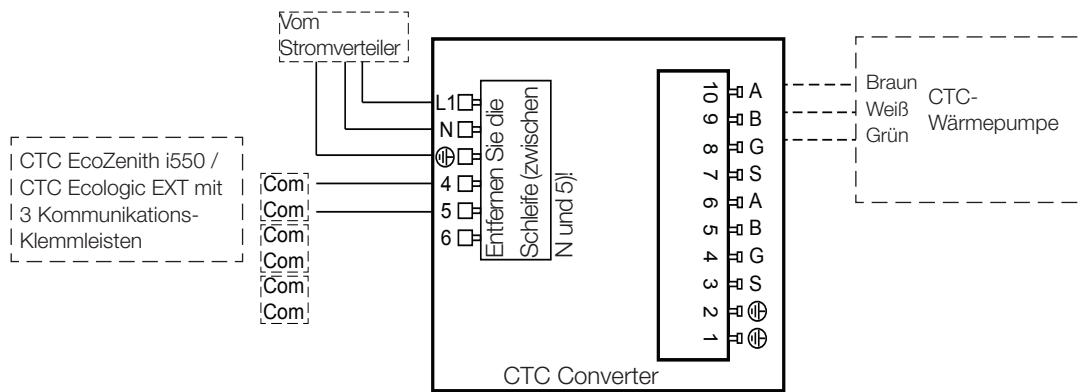 Vom
Stromverteiler
CTC EcoZenith i550 /
CTC Ecologic EXT mit
3 Kommunikations-
Klemmleisten
Com
Com
Com
Com
Com
Com
L1
N
4
5
6
Entfernen Sie die
Schleife (zwischen
N und 5)!
10 A
9 B
8 G
7 S
6 A
5 B
4 G
3 S
2
1
CTC Converter
Braun
Weiß
Grün
CTC-
Wärmepumpe